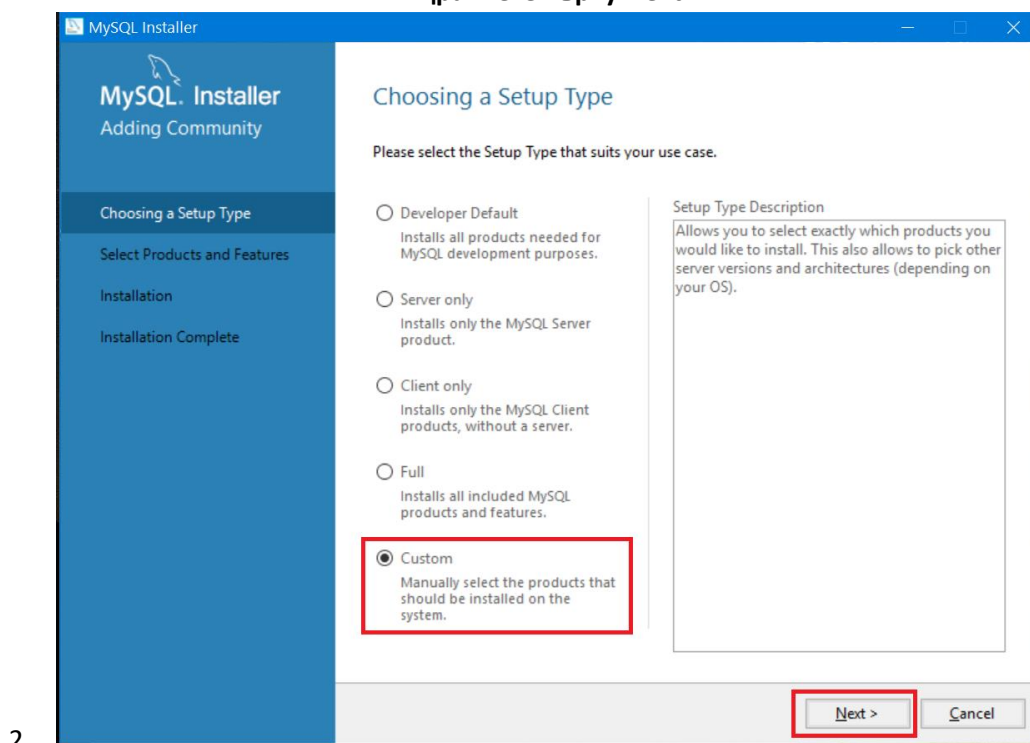 MySQL Installer
MySQL. Installer
Adding Community
Choosing a Setup Type
Select Products and Features
Installation
Installation Complete
Choosing a Setup Type
Please select the Setup Type that suits your use case.
Developer Default
Installs all products needed for
MySQL development purposes.
Server only
Installs only the MySQL Server
product.
Client only
Installs only the MySQL Client
products, without a server.
Full
Installs all included MySQL
products and features.
Custom
Manually select the products that
should be installed on the
system.
Setup Type Description
Allows you to select exactly which products you
would like to install. This also allows to pick other
server versions and architectures (depending on
your OS).
Next >
Cancel
2